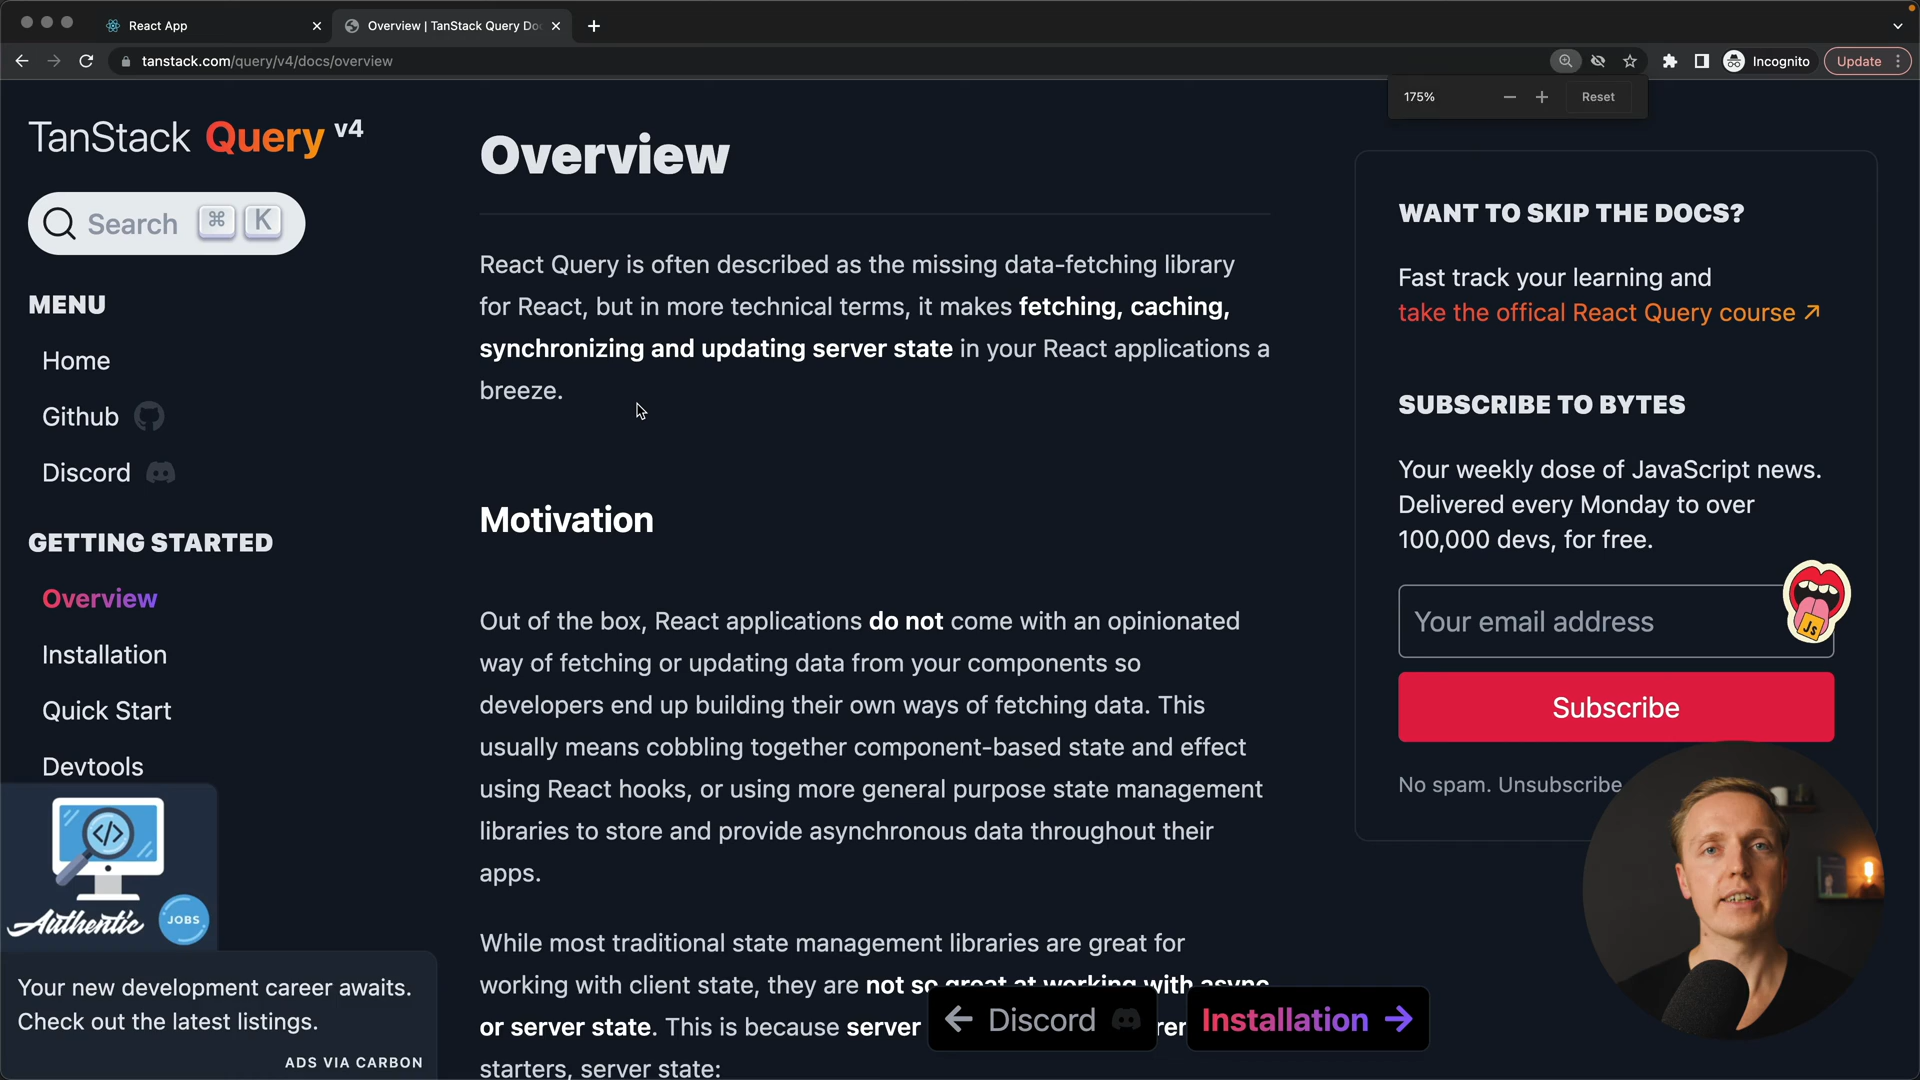 React App
Overview | TanStack Query Do
tanstack.com/query/v4/docs/overview
Incognito
Update
175%
Reset
TanStack Query v4
Search ⌘ K
MENU
Home
Github
Discord
GETTING STARTED
Overview
Installation
Quick Start
Devtools
</>
Authentic
JOBS
Your new development career awaits.
Check out the latest listings.
ADS VIA CARBON
Overview
React Query is often described as the missing data-fetching library
for React, but in more technical terms, it makes fetching, caching,
synchronizing and updating server state in your React applications a
breeze.
Motivation
Out of the box, React applications do not come with an opinionated
way of fetching or updating data from your components so
developers end up building their own ways of fetching data. This
usually means cobbling together component-based state and effect
using React hooks, or using more general purpose state management
libraries to store and provide asynchronous data throughout their
apps.
While most traditional state management libraries are great for
working with client state, they are not so great at working with async
or server state. This is because server
starters, server state:
← Discord
Installation →
WANT TO SKIP THE DOCS?
Fast track your learning and
take the offical React Query course ↗
SUBSCRIBE TO BYTES
Your weekly dose of JavaScript news.
Delivered every Monday to over
100,000 devs, for free.
Your email address
Js
Subscribe
No spam. Unsubscribe